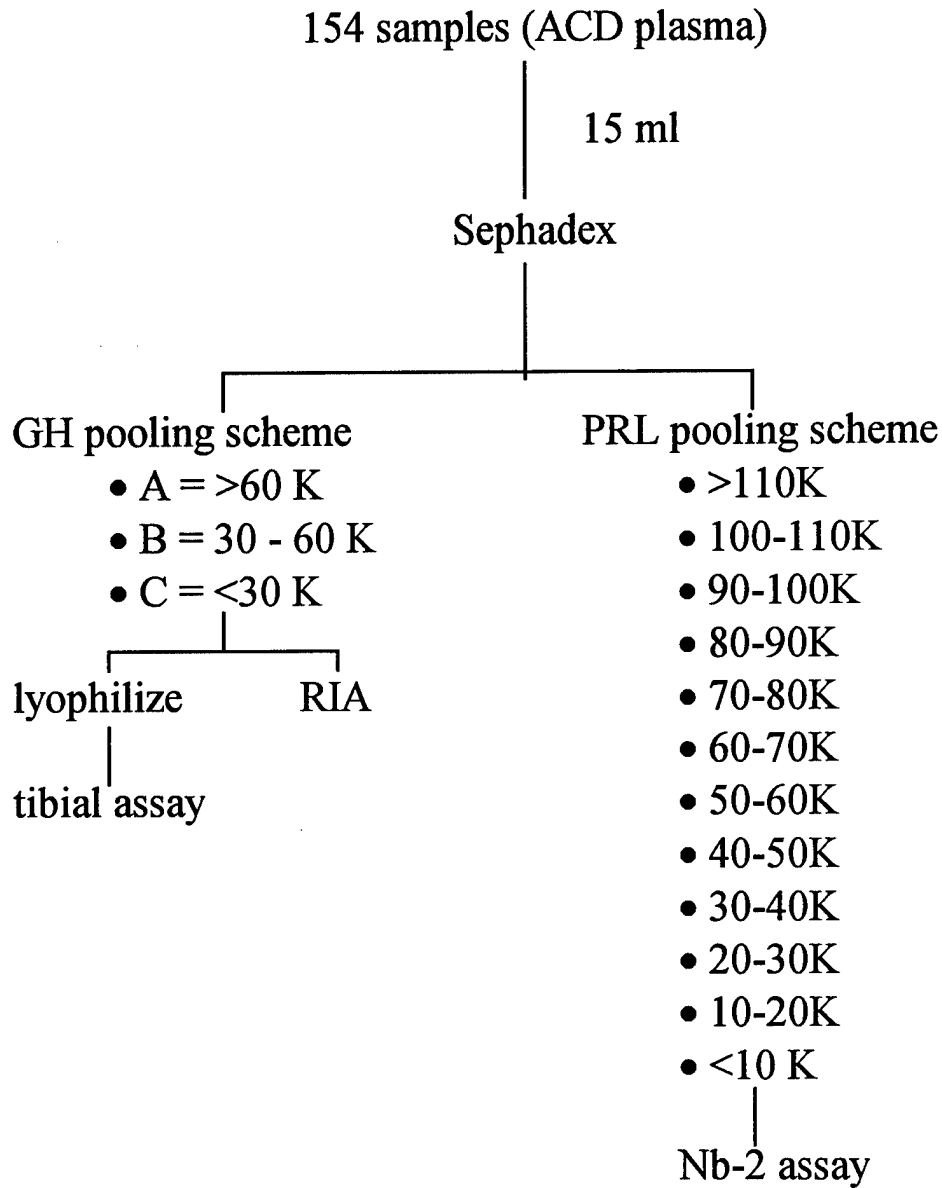 154 samples (ACD plasma)
15 ml
Sephadex
GH pooling scheme
• A = >60 K
• B = 30 - 60 K
• C = <30 K
lyophilize
RIA
tibial assay
PRL pooling scheme
• >110K
• 100-110K
• 90-100K
• 80-90K
• 70-80K
• 60-70K
• 50-60K
• 40-50K
• 30-40K
• 20-30K
• 10-20K
• <10 K
Nb-2 assay